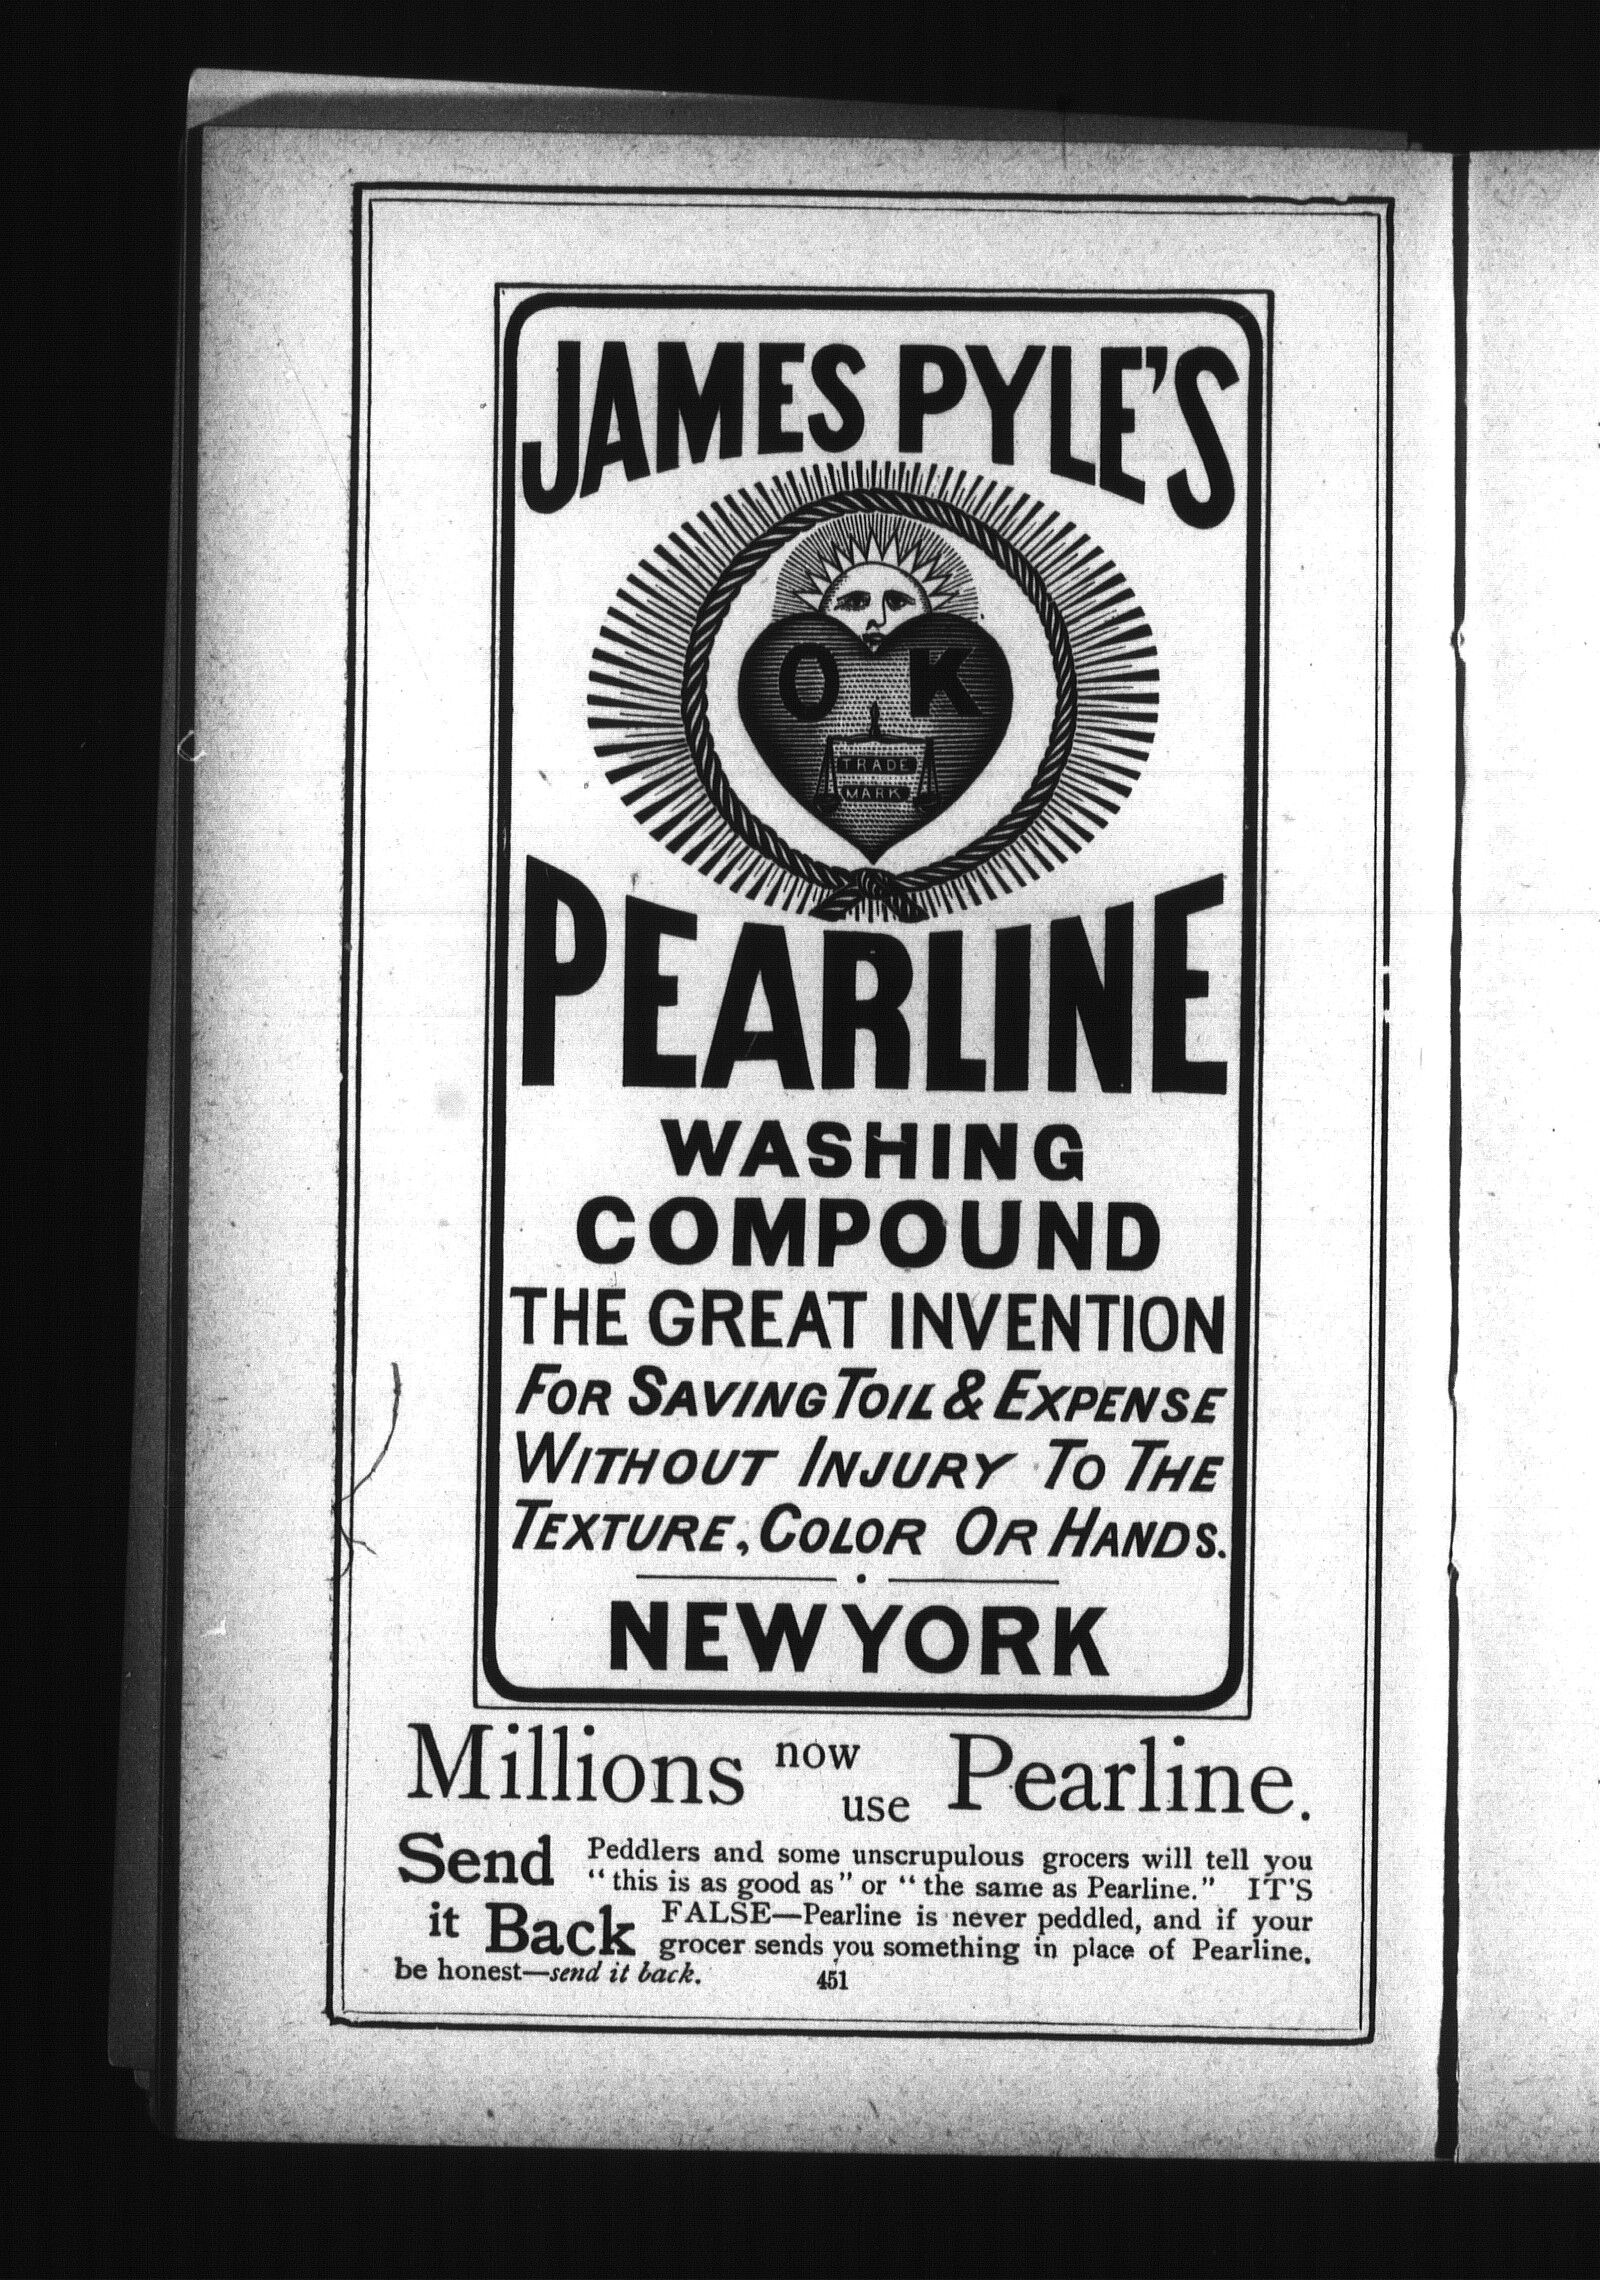 JAMES PYLE'S
O K
TRADE
MARK
PEARLINE
WASHING
COMPOUND
THE GREAT INVENTION
FOR SAVING TOIL & EXPENSE
WITHOUT INJURY TO THE
TEXTURE, COLOR OR HANDS.
NEW YORK
Millions now use Pearline.
Send Peddlers and some unscrupulous grocers will tell you
"this is as good as" or "the same as Pearline." IT'S
it Back FALSE—Pearline is never peddled, and if your
grocer sends you something in place of Pearline.
be honest—send it back. 451